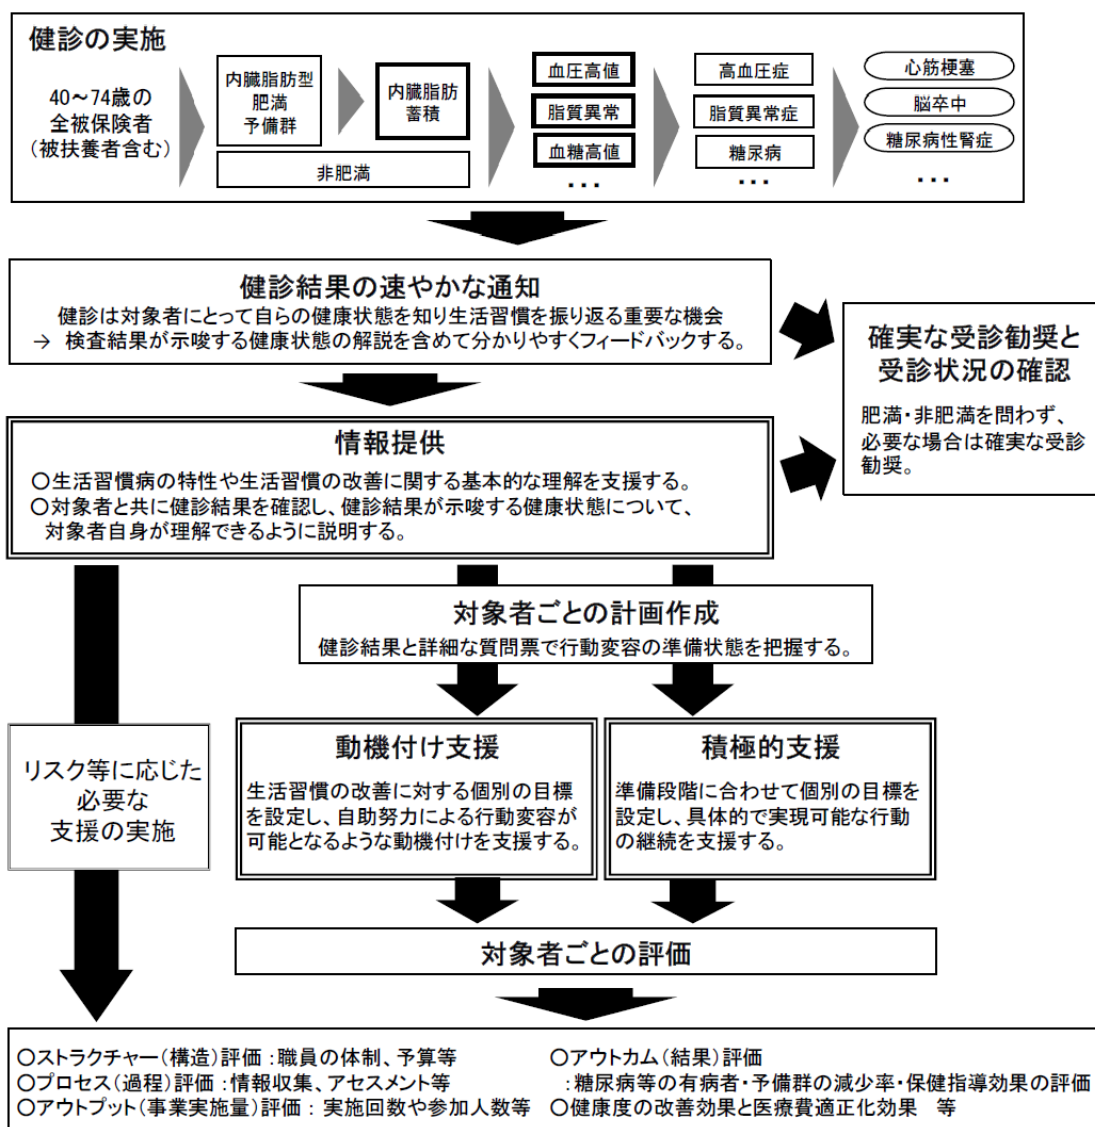 健診の実施
40～74歳の
全被保険者
(被扶養者含む)
内臓脂肪型
肥満
予備群
内臓脂肪
蓄積
非肥満
血圧高値
脂質異常
血糖高値
・・・
高血圧症
脂質異常症
糖尿病
・・・
心筋梗塞
脳卒中
糖尿病性腎症
・・・
健診結果の速やかな通知
健診は対象者にとって自らの健康状態を知り生活習慣を振り返る重要な機会
→ 検査結果が示唆する健康状態の解説を含めて分かりやすくフィードバックする。
確実な受診勧奨と
受診状況の確認
肥満・非肥満を問わず、
必要な場合は確実な受診
勧奨。
情報提供
○生活習慣病の特性や生活習慣の改善に関する基本的な理解を支援する。
○対象者と共に健診結果を確認し、健診結果が示唆する健康状態について、
対象者自身が理解できるように説明する。
対象者ごとの計画作成
健診結果と詳細な質問票で行動変容の準備状態を把握する。
リスク等に応じた
必要な
支援の実施
動機付け支援
生活習慣の改善に対する個別の目標
を設定し、自助努力による行動変容が
可能となるような動機付けを支援する。
積極的支援
準備段階に合わせて個別の目標を
設定し、具体的で実現可能な行動
の継続を支援する。
対象者ごとの評価
○ストラクチャー(構造)評価：職員の体制、予算等
○プロセス(過程)評価：情報収集、アセスメント等
○アウトプット(事業実施量)評価： 実施回数や参加人数等
○アウトカム(結果)評価
：糖尿病等の有病者・予備群の減少率・保健指導効果の評価
○健康度の改善効果と医療費適正化効果　等